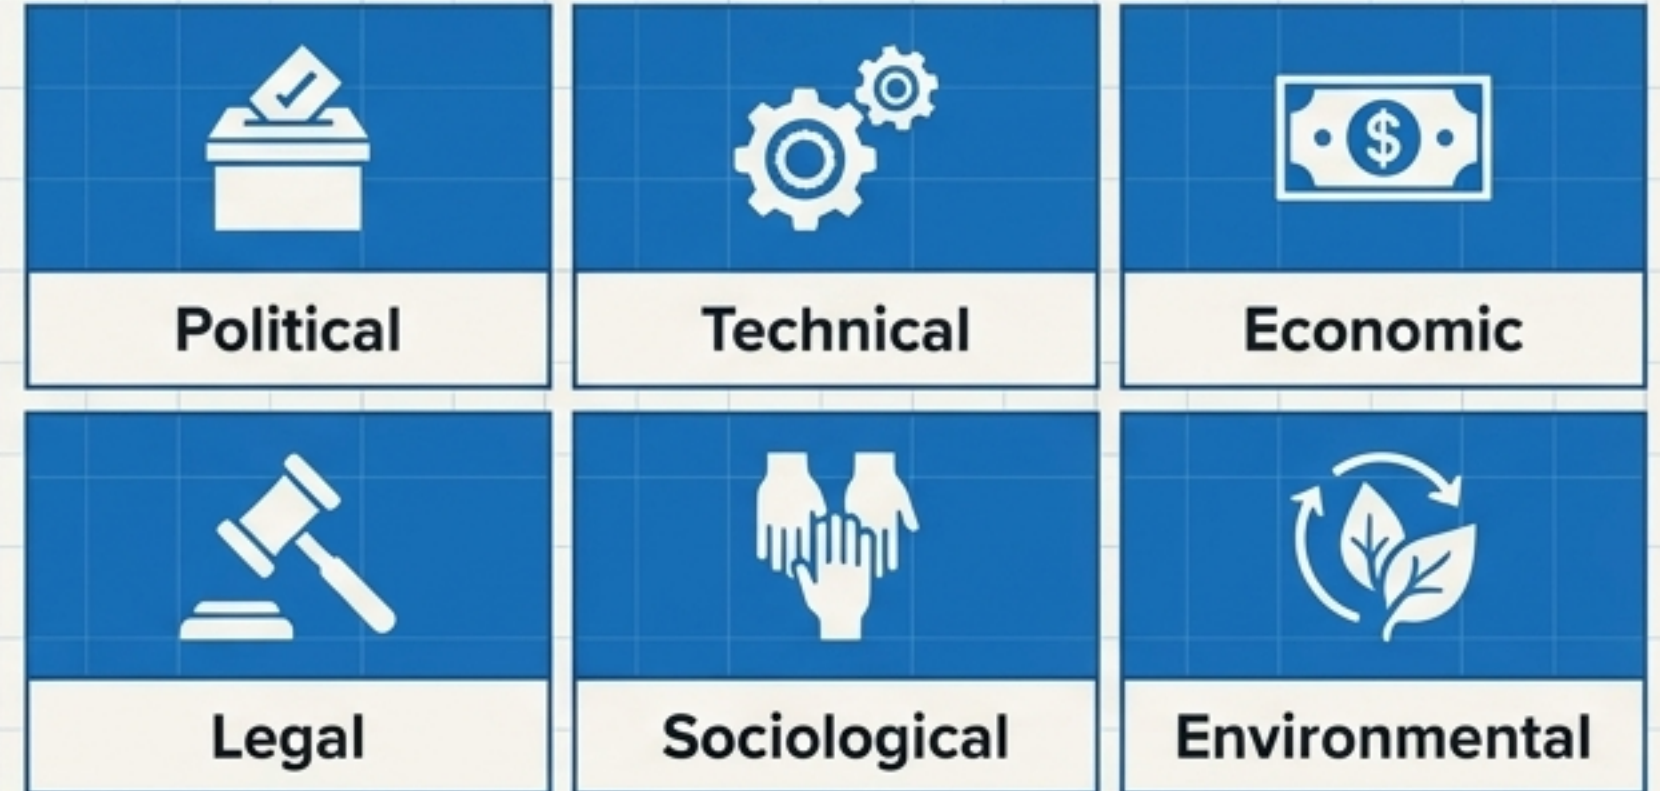 Political
Technical
Economic
$
Legal
Sociological
Environmental